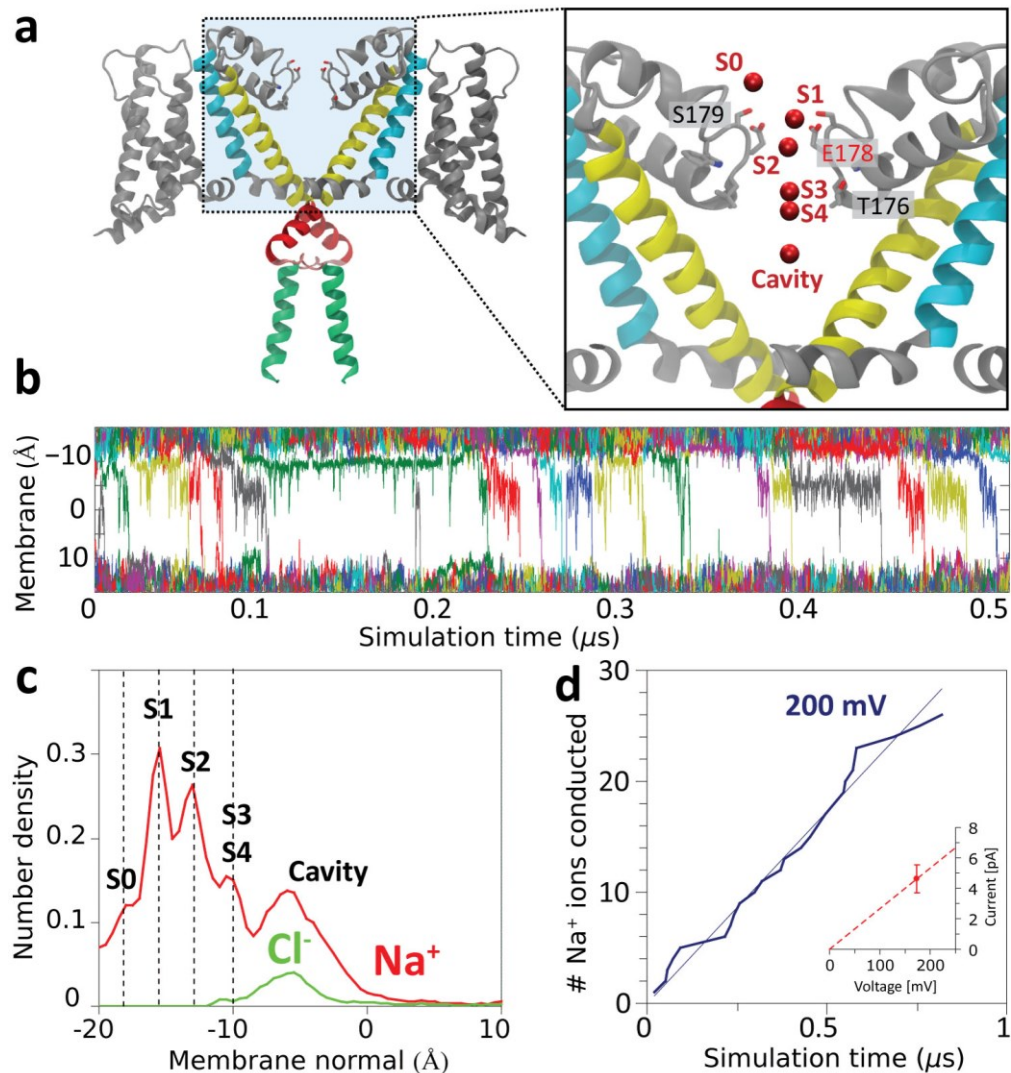 a
S0
S1
S179
S2
E178
S3
S4
T176
Cavity
b
Membrane (Å)
−10
0
10
0
0.1
0.2
0.3
0.4
0.5
Simulation time (μs)
c
Number density
0.3
0.2
0.1
0
S0
S1
S2
S3
S4
Cavity
Cl-
Na+
-20
-10
0
10
Membrane normal (Å)
d
# Na+ ions conducted
30
20
10
0
200 mV
8
6
4
2
0
Current [pA]
0 100 200
Voltage [mV]
0
0.5
1
Simulation time (μs)